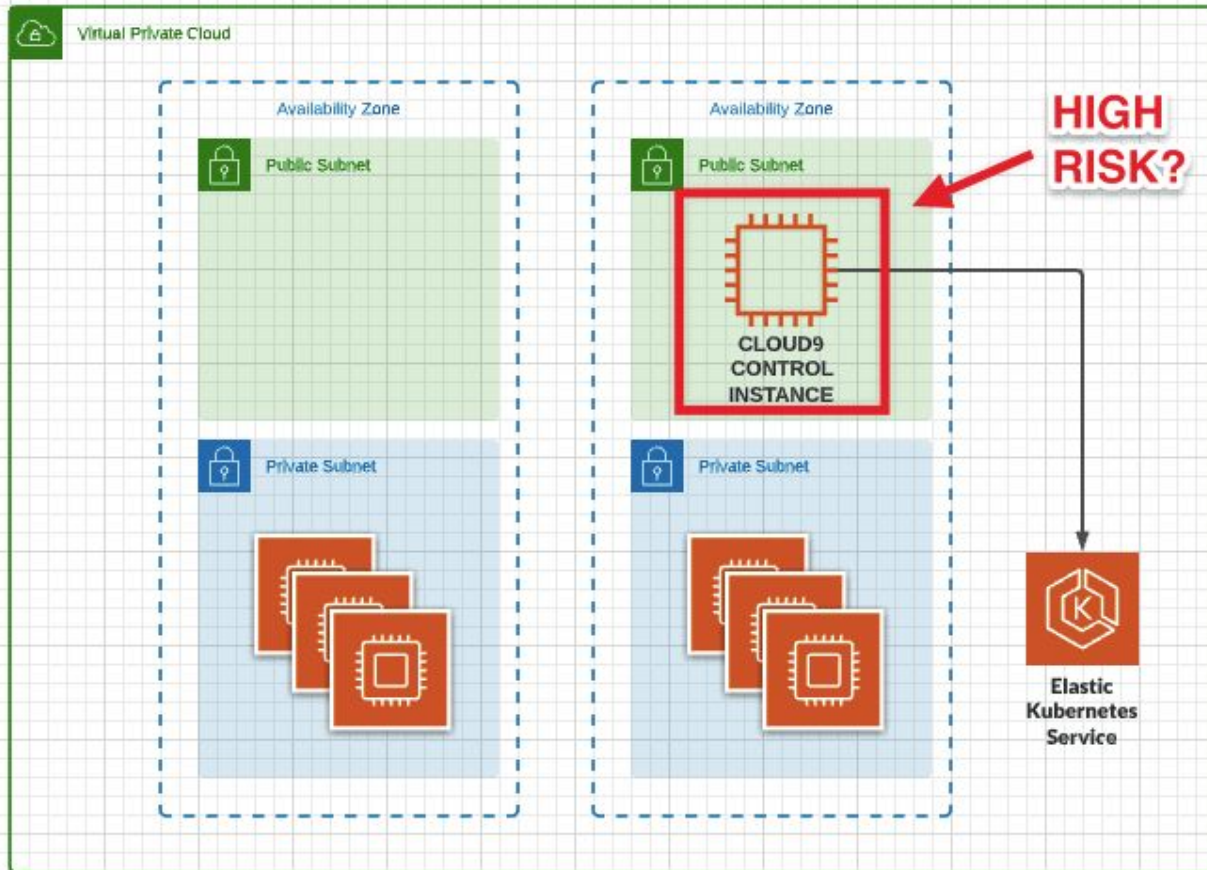 Virtual Private Cloud
Availability Zone
Availability Zone
HIGH
RISK?
Public Subnet
Public Subnet
CLOUD9
CONTROL
INSTANCE
Private Subnet
Private Subnet
K
Elastic
Kubernetes
Service